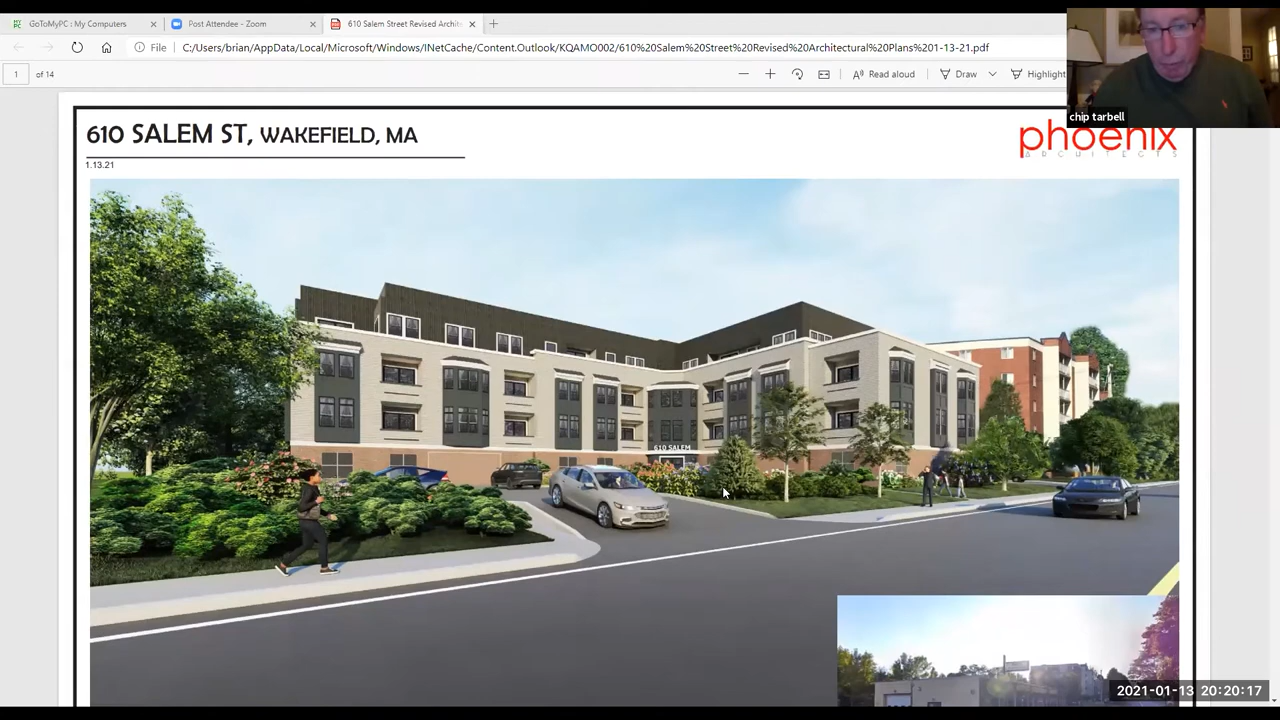 GoToMyPC : My Computers
Post Attendee - Zoom
610 Salem Street Revised Archite
File
C:/Users/brian/AppData/Local/Microsoft/Windows/INetCache/Content.Outlook/KQAMO002/610%20Salem%20Street%20Revised%20Architectural%20Plans%201-13-21.pdf
1 of 14
Read aloud
Draw
Highlight
chip tarbell
610 SALEM ST, WAKEFIELD, MA
1.13.21
phoenix
ARCHITECTS
610 SALEM
2021-01-13 20:20:17